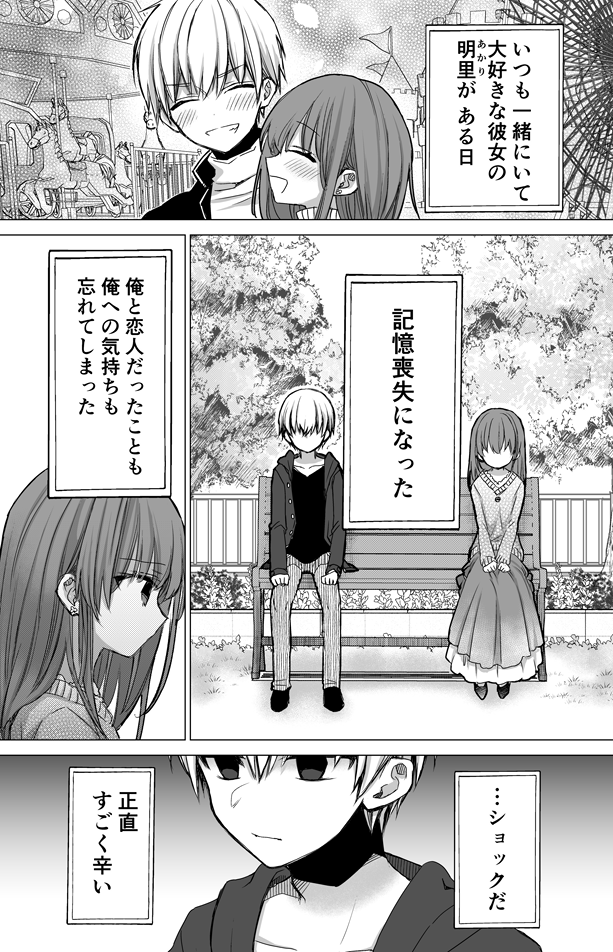 いつも一緒にいて
大好きな彼女の
明里があかり ある日
記憶喪失になった
俺と恋人だったことも
俺への気持ちも
忘れてしまった
…ショックだ
正直
すごく辛い